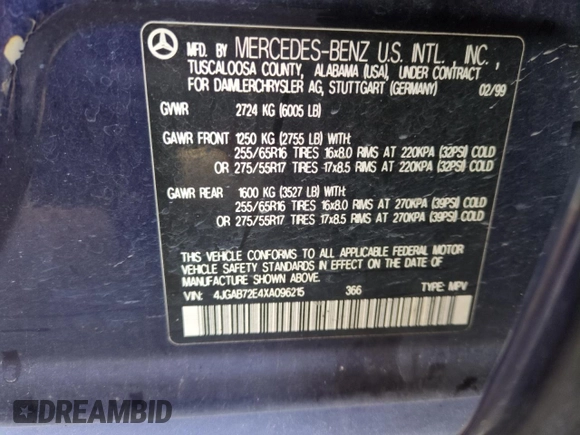 MFD. BY MERCEDES-BENZ U.S. INTL., INC.,
TUSCALOOSA COUNTY, ALABAMA (USA), UNDER CONTRACT
FOR DAIMLERCHRYSLER AG, STUTTGART (GERMANY) 02/99
GVWR 2724 KG (6005 LB)
GAWR FRONT 1250 KG (2755 LB) WITH:
255/65R16 TIRES 16x8.0 RIMS AT 220KPA (32PSI) COLD
OR 275/55R17 TIRES 17x8.5 RIMS AT 220KPA (32PSI) COLD
GAWR REAR 1600 KG (3527 LB) WITH:
255/65R16 TIRES 16x8.0 RIMS AT 270KPA (39PSI) COLD
OR 275/55R17 TIRES 17x8.5 RIMS AT 270KPA (39PSI) COLD
THIS VEHICLE CONFORMS TO ALL APPLICABLE FEDERAL MOTOR
VEHICLE SAFETY STANDARDS IN EFFECT ON THE DATE OF
MANUFACTURE SHOWN ABOVE.
VIN: 4JGAB72E4XA096215 366 TYPE: MPV
DREAMBID